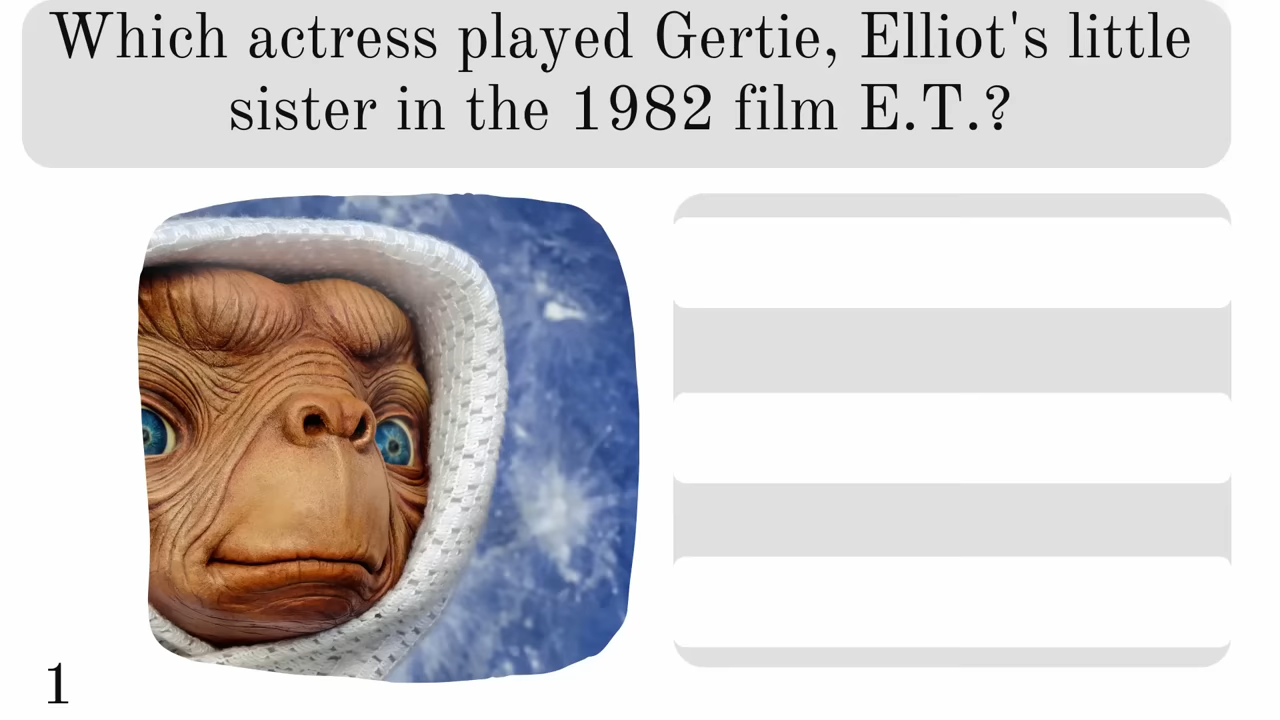 Which actress played Gertie, Elliot's little
sister in the 1982 film E.T.?
1